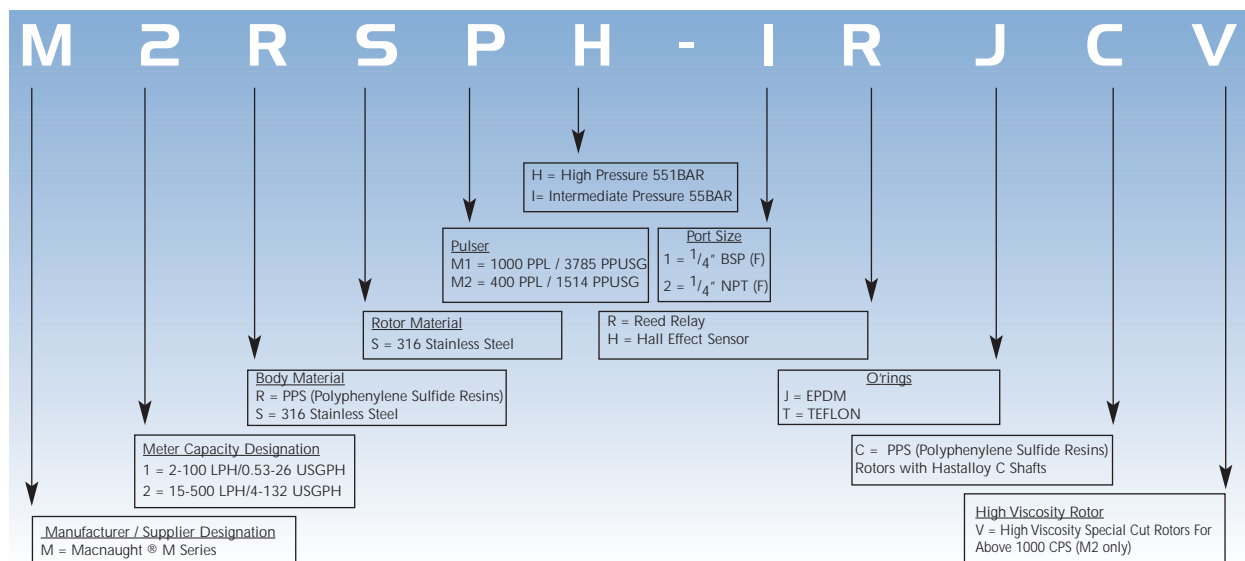 M 2 R S P H - I R J C V
H = High Pressure 551BAR
I= Intermediate Pressure 55BAR
Pulser
M1 = 1000 PPL / 3785 PPUSG
M2 = 400 PPL / 1514 PPUSG
Port Size
1 = 1/4" BSP (F)
2 = 1/4" NPT (F)
Rotor Material
S = 316 Stainless Steel
R = Reed Relay
H = Hall Effect Sensor
Body Material
R = PPS (Polyphenylene Sulfide Resins)
S = 316 Stainless Steel
O'rings
J = EPDM
T = TEFLON
Meter Capacity Designation
1 = 2-100 LPH/0.53-26 USGPH
2 = 15-500 LPH/4-132 USGPH
C = PPS (Polyphenylene Sulfide Resins)
Rotors with Hastalloy C Shafts
Manufacturer / Supplier Designation
M = Macnaught ® M Series
High Viscosity Rotor
V = High Viscosity Special Cut Rotors For
Above 1000 CPS (M2 only)